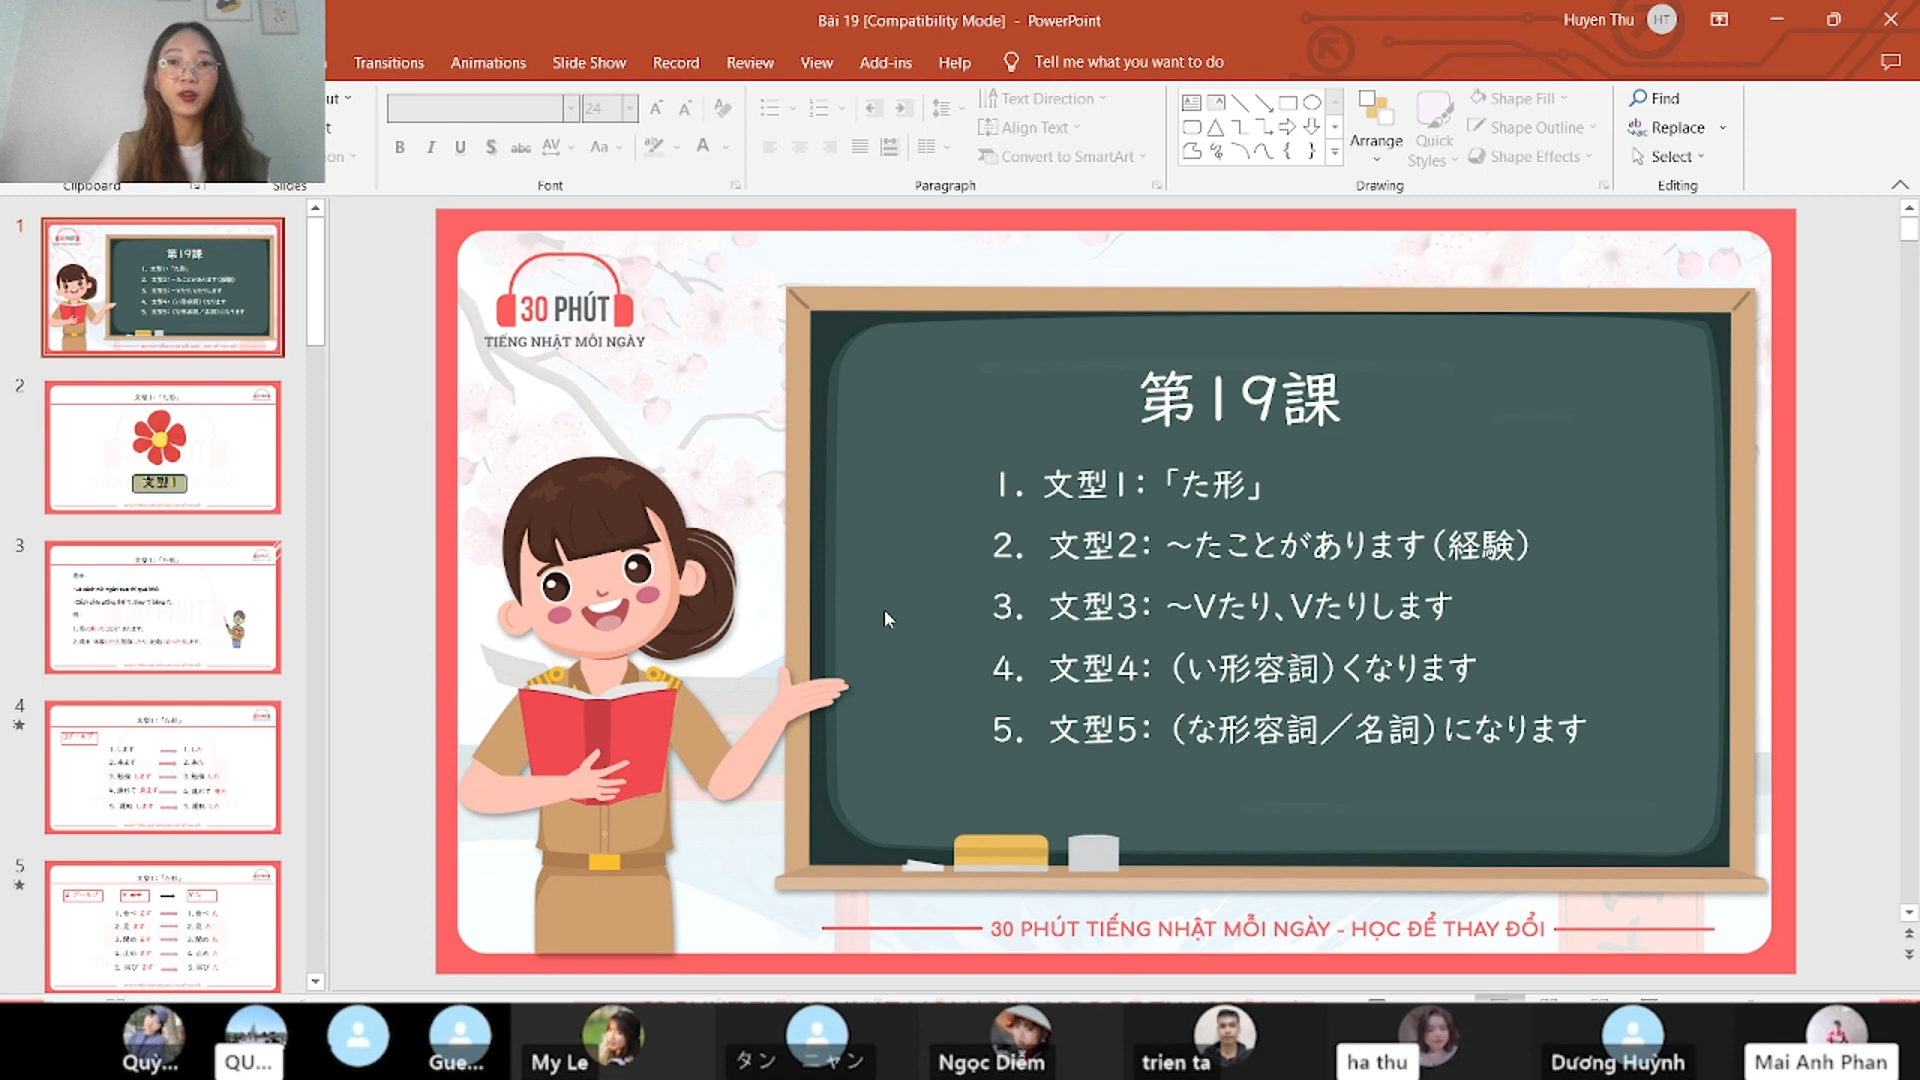 Bài 19 [Compatibility Mode] - PowerPoint
Huyen Thu
HT
Transitions
Animations
Slide Show
Record
Review
View
Add-ins
Help
Tell me what you want to do
24
Text Direction
Align Text
Convert to SmartArt
Arrange
Quick
Styles
Shape Fill
Shape Outline
Shape Effects
Find
Replace
Select
Clipboard
Slides
Font
Paragraph
Drawing
Editing
1
2
3
4
5
30 PHÚT
TIẾNG NHẬT MỖI NGÀY
第19課
1. 文型1:「た形」
2. 文型2: ～たことがあります(経験)
3. 文型3: ～Vたり、Vたりします
4. 文型4: (い形容詞)くなります
5. 文型5: (な形容詞／名詞)になります
30 PHÚT TIẾNG NHẬT MỖI NGÀY - HỌC ĐỂ THAY ĐỔI
Quỳ...
QU...
Gue...
My Le
タン ニャン
Ngọc Diễm
trien ta
ha thu
Dương Huỳnh
Mai Anh Phan